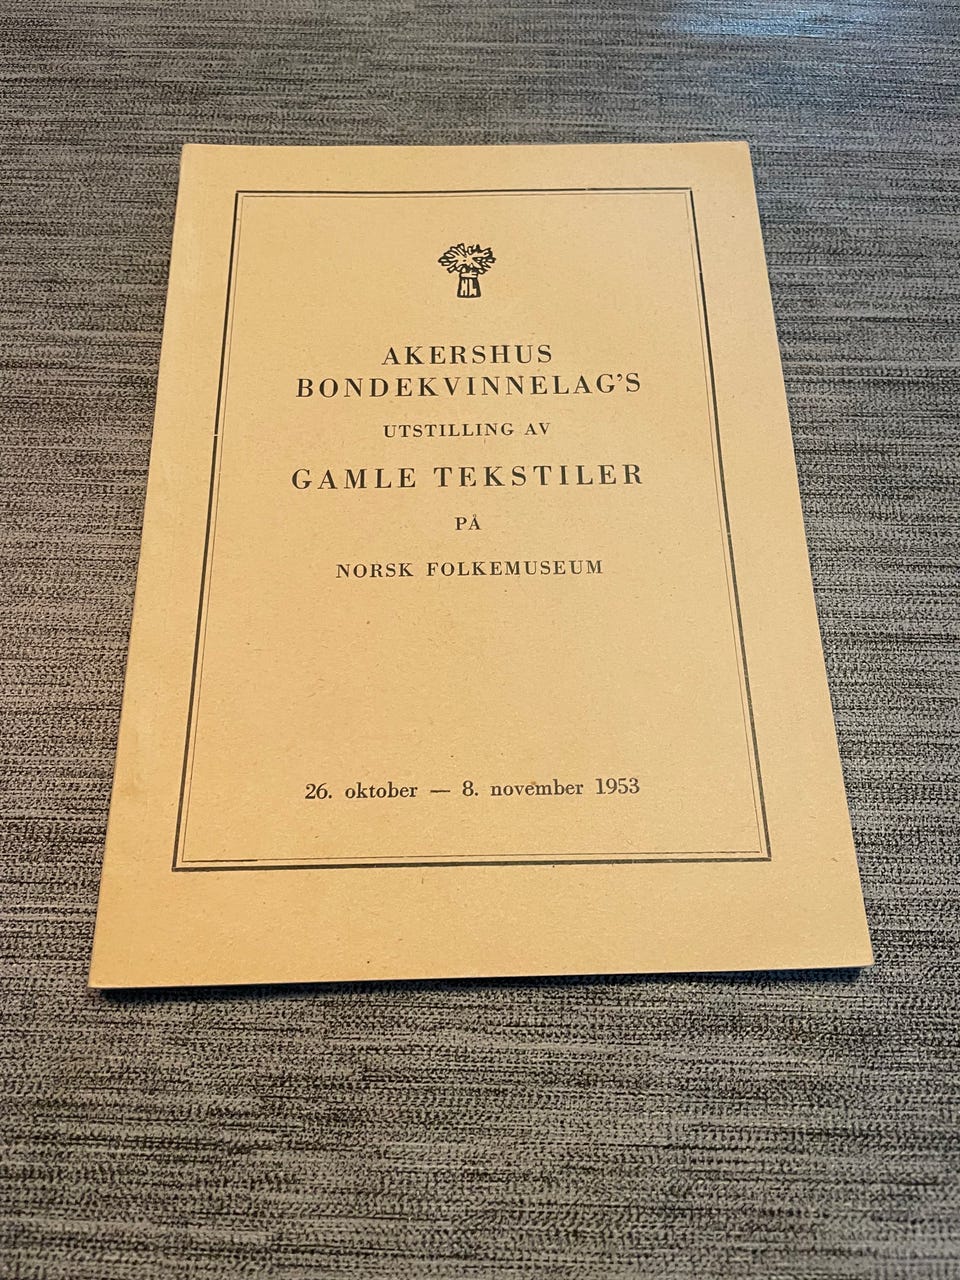 AKERSHUS
BONDEKVINNELAG'S
UTSTILLING AV
GAMLE TEKSTILER
PÅ
NORSK FOLKEMUSEUM
26. oktober — 8. november 1953